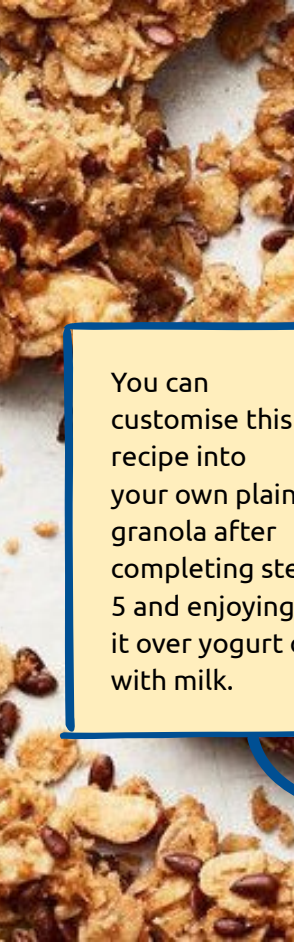 You can
customise this
recipe into
your own plain
granola after
completing ste
5 and enjoying
it over yogurt
with milk.